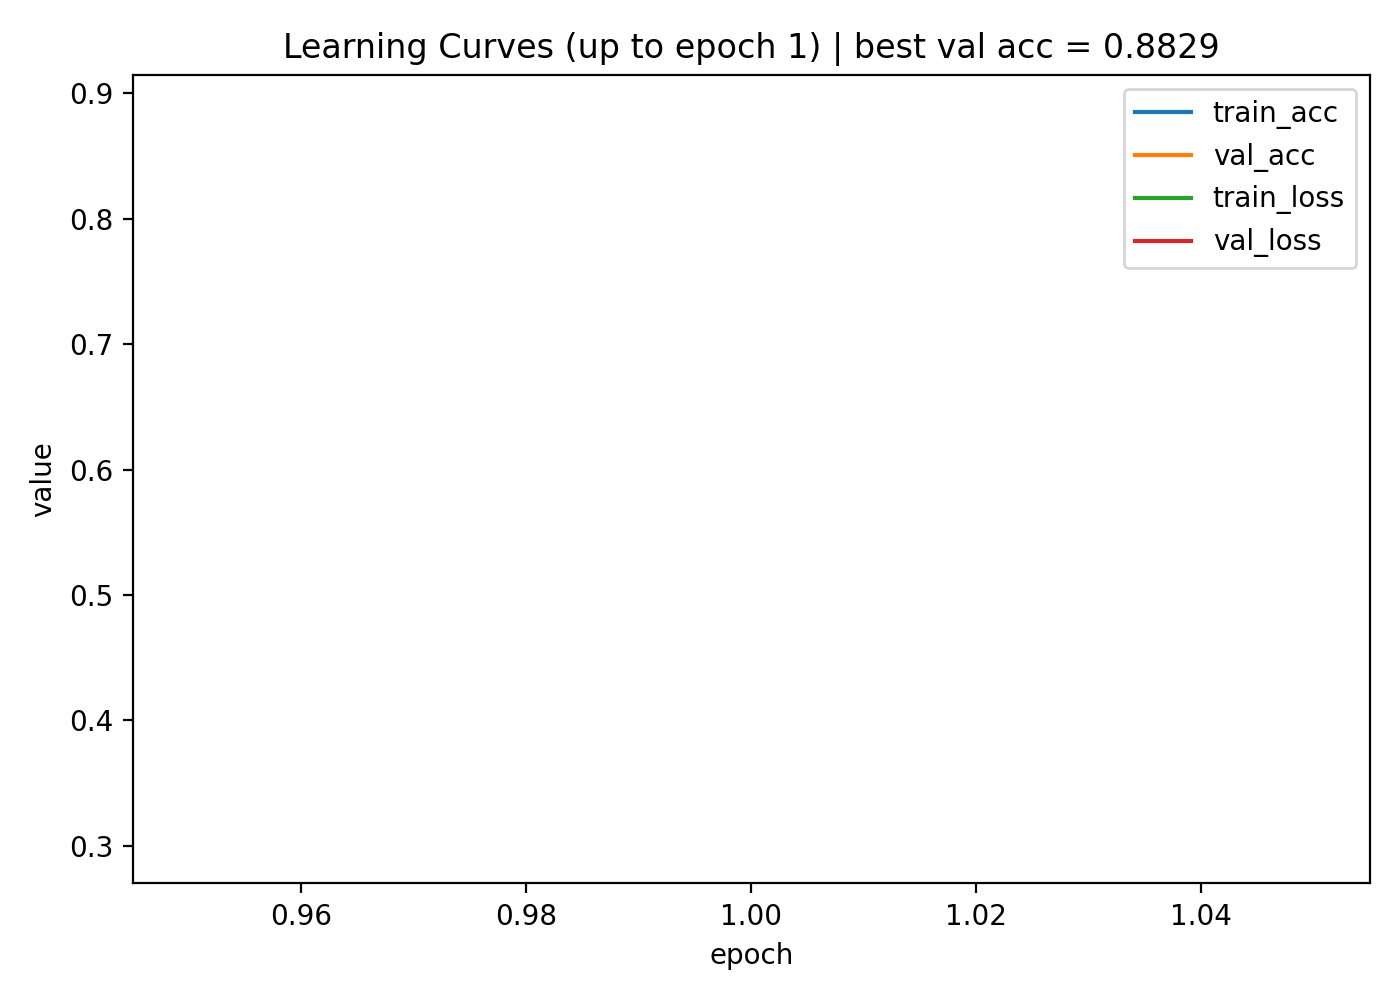 Learning Curves (up to epoch 1) | best val acc = 0.8829
0.9
0.8
0.7
0.6
0.5
0.4
0.3
value
train_acc
val_acc
train_loss
val_loss
0.96 0.98 1.00 1.02 1.04
epoch